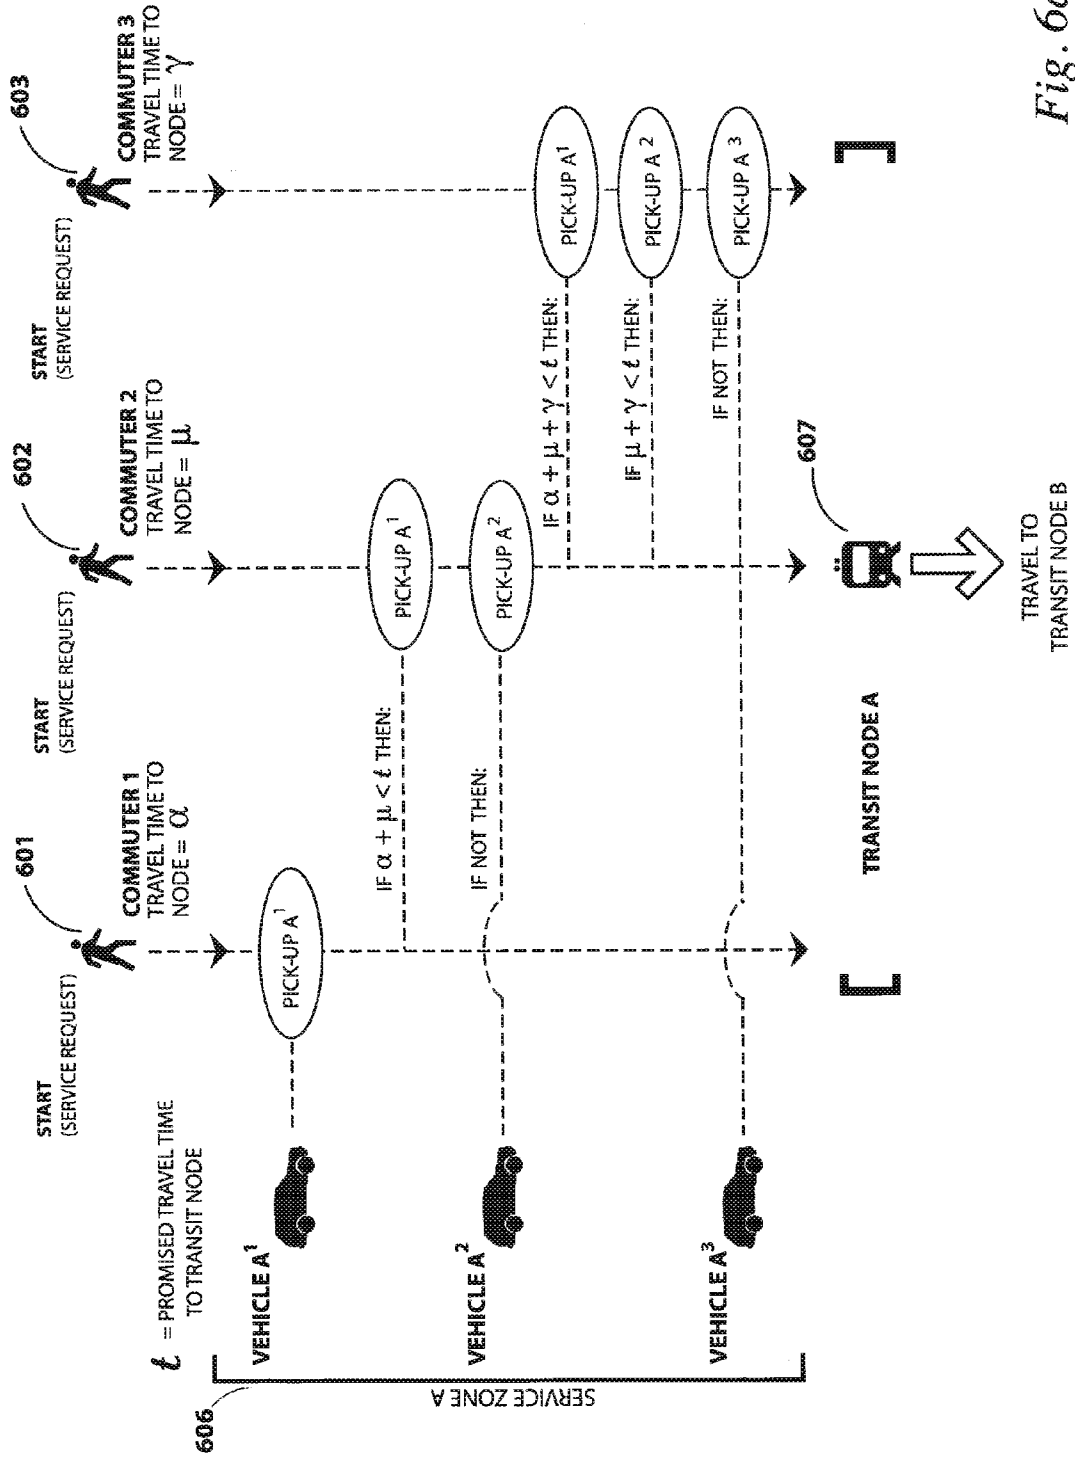 t = PROMISED TRAVEL TIME
TO TRANSIT NODE
START
(SERVICE REQUEST)
601
COMMUTER 1
TRAVEL TIME TO
NODE = α
START
(SERVICE REQUEST)
602
COMMUTER 2
TRAVEL TIME TO
NODE = μ
START
(SERVICE REQUEST)
603
COMMUTER 3
TRAVEL TIME TO
NODE = γ
606
SERVICE ZONE A
VEHICLE A¹
PICK-UP A¹
IF α + μ < t THEN:
PICK-UP A¹
VEHICLE A²
IF NOT THEN:
PICK-UP A²
IF α + μ + γ < t THEN:
PICK-UP A¹
IF μ + γ < t THEN:
PICK-UP A²
VEHICLE A³
IF NOT THEN:
PICK-UP A³
[ TRANSIT NODE A
607
]
TRAVEL TO
TRANSIT NODE B
Fig. 6a